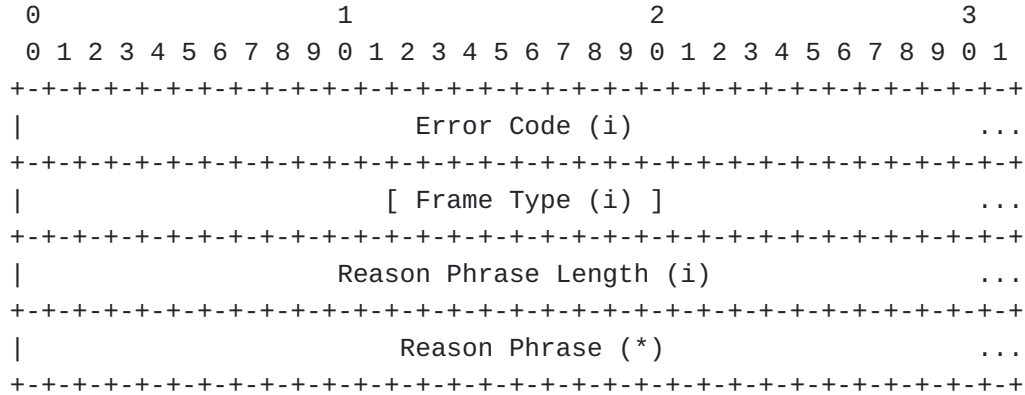 0                   1                   2                   3
 0 1 2 3 4 5 6 7 8 9 0 1 2 3 4 5 6 7 8 9 0 1 2 3 4 5 6 7 8 9 0 1
+-+-+-+-+-+-+-+-+-+-+-+-+-+-+-+-+-+-+-+-+-+-+-+-+-+-+-+-+-+-+-+-+
|                         Error Code (i)                      ...
+-+-+-+-+-+-+-+-+-+-+-+-+-+-+-+-+-+-+-+-+-+-+-+-+-+-+-+-+-+-+-+-+
|                       [ Frame Type (i) ]                    ...
+-+-+-+-+-+-+-+-+-+-+-+-+-+-+-+-+-+-+-+-+-+-+-+-+-+-+-+-+-+-+-+-+
|                    Reason Phrase Length (i)                 ...
+-+-+-+-+-+-+-+-+-+-+-+-+-+-+-+-+-+-+-+-+-+-+-+-+-+-+-+-+-+-+-+-+
|                        Reason Phrase (*)                    ...
+-+-+-+-+-+-+-+-+-+-+-+-+-+-+-+-+-+-+-+-+-+-+-+-+-+-+-+-+-+-+-+-+